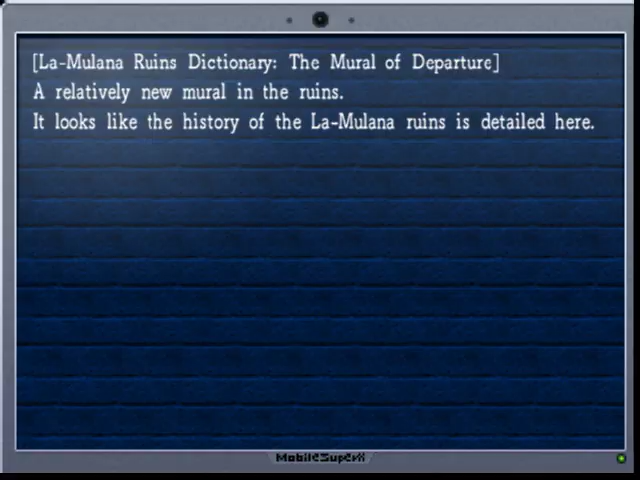 [La-Mulana Ruins Dictionary: The Mural of Departure]
A relatively new mural in the ruins.
It looks like the history of the La-Mulana ruins is detailed here.
MobileSuperX